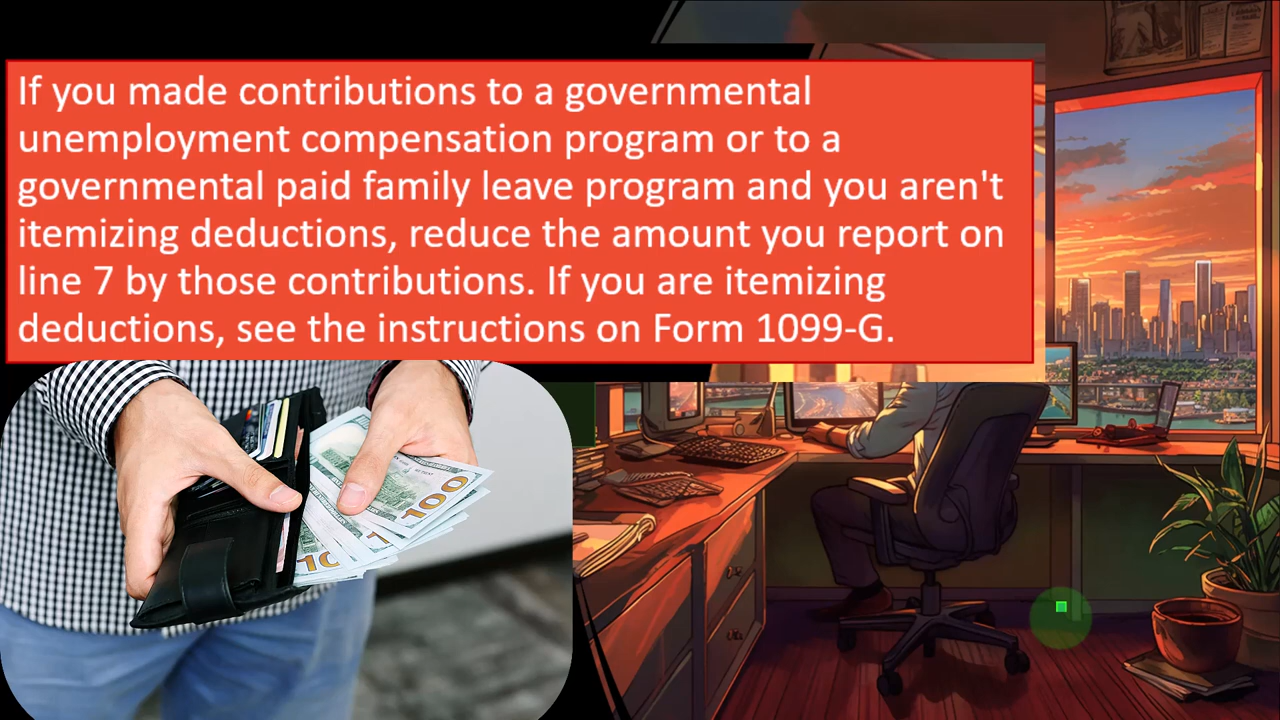 If you made contributions to a governmental
unemployment compensation program or to a
governmental paid family leave program and you aren't
itemizing deductions, reduce the amount you report on
line 7 by those contributions. If you are itemizing
deductions, see the instructions on Form 1099-G.
100